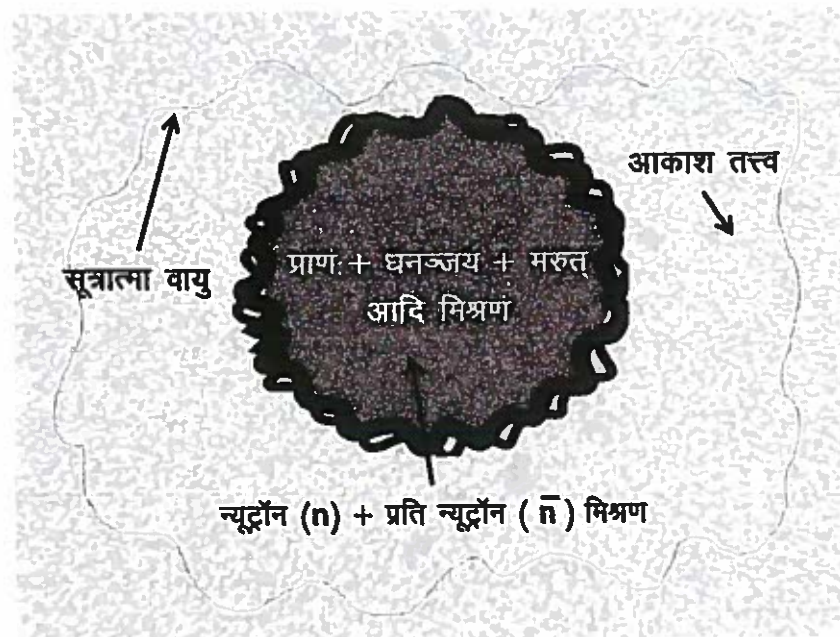 आकाश तत्त्व
सूत्रात्मा वायु
प्राण: + धनञ्जय + मरुत्
आदि मिश्रण
न्यूट्रॉन (n) + प्रति न्यूट्रॉन ( n̅ ) मिश्रण